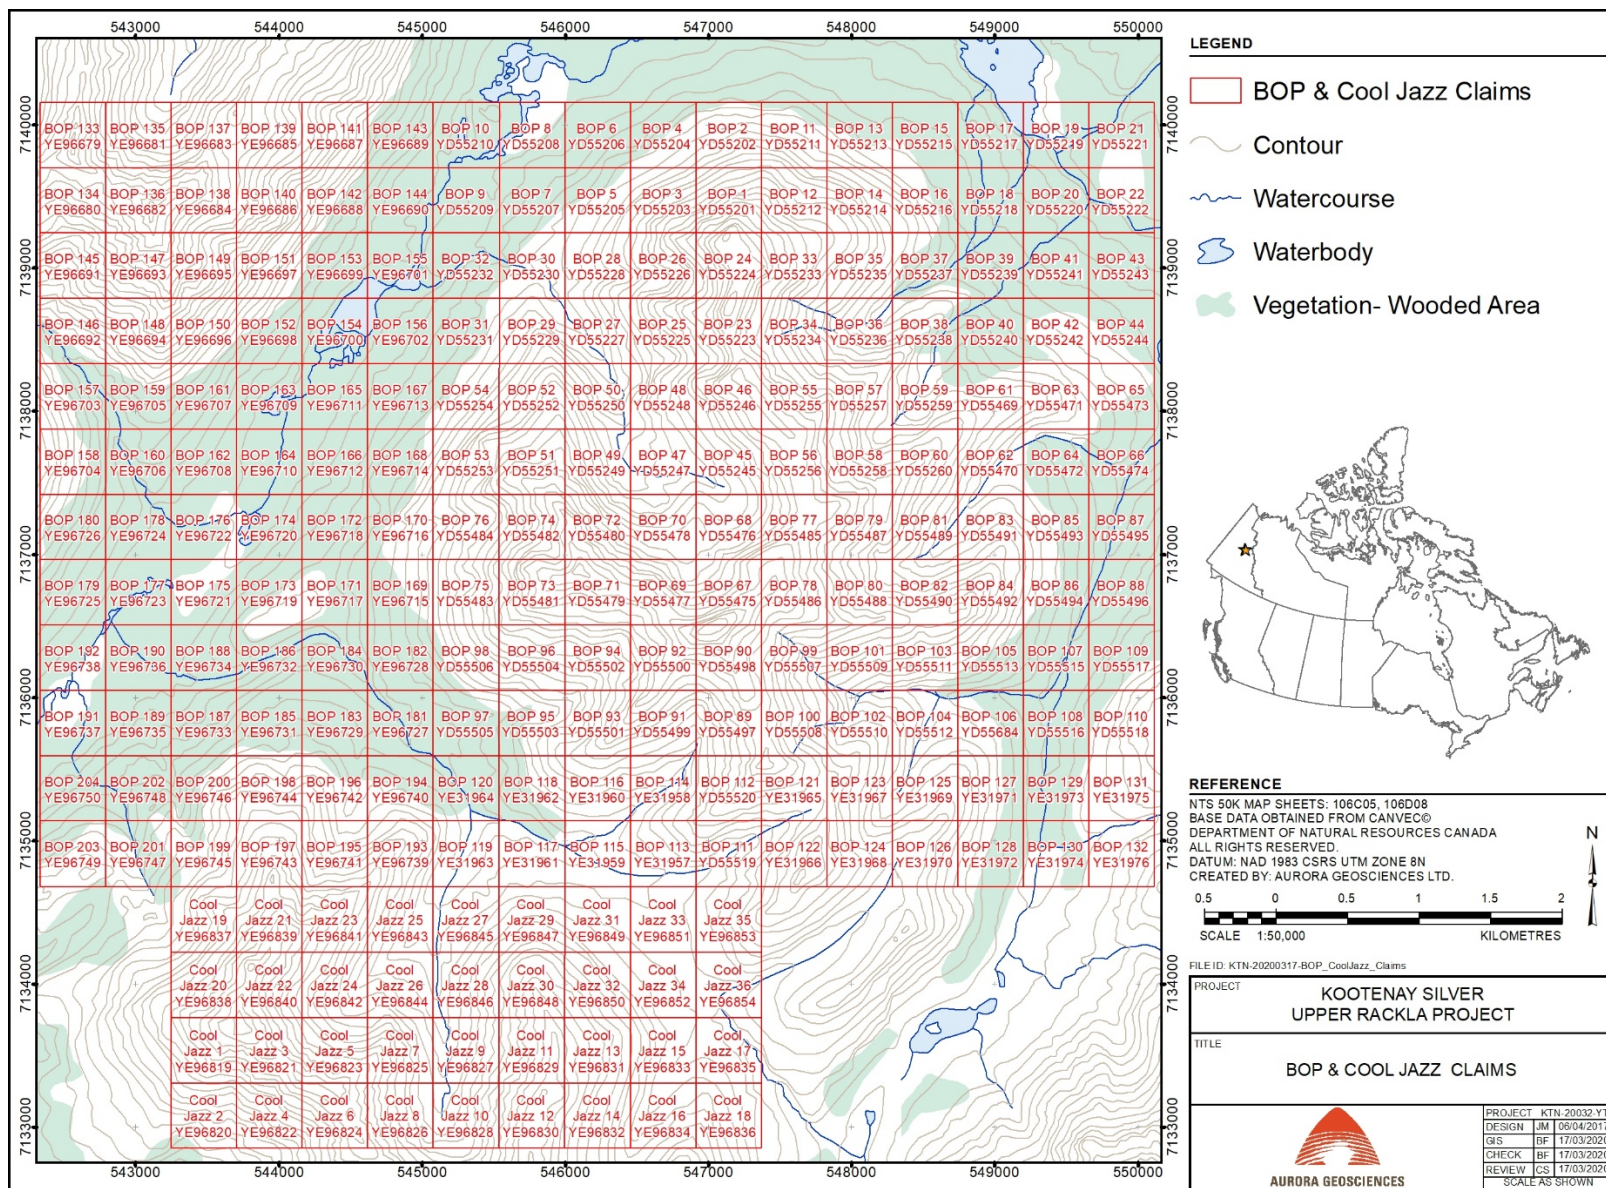 543000 544000 545000 546000 547000 548000 549000 550000
7140000 7139000 7138000 7137000 7136000 7135000 7134000 7133000
BOP 133 BOP 135 BOP 137 BOP 139 BOP 141 BOP 143 BOP 10 BOP 8 BOP 6 BOP 4 BOP 2 BOP 11 BOP 13 BOP 15 BOP 17 BOP 19 BOP 21
YE96679 YE96681 YE96683 YE96685 YE96687 YE96689 YD55210 YD55208 YD55206 YD55204 YD55202 YD55211 YD55213 YD55215 YD55217 YD55219 YD55221
BOP 134 BOP 136 BOP 138 BOP 140 BOP 142 BOP 144 BOP 9 BOP 7 BOP 5 BOP 3 BOP 1 BOP 12 BOP 14 BOP 16 BOP 18 BOP 20 BOP 22
YE96680 YE96682 YE96684 YE96686 YE96688 YE96690 YD55209 YD55207 YD55205 YD55203 YD55201 YD55212 YD55214 YD55216 YD55218 YD55220 YD55222
BOP 145 BOP 147 BOP 149 BOP 151 BOP 153 BOP 155 BOP 32 BOP 30 BOP 28 BOP 26 BOP 24 BOP 33 BOP 35 BOP 37 BOP 39 BOP 41 BOP 43
YE96691 YE96693 YE96695 YE96697 YE96699 YE96701 YD55232 YD55230 YD55228 YD55226 YD55224 YD55233 YD55235 YD55237 YD55239 YD55241 YD55243
BOP 146 BOP 148 BOP 150 BOP 152 BOP 154 BOP 156 BOP 31 BOP 29 BOP 27 BOP 25 BOP 23 BOP 34 BOP 36 BOP 38 BOP 40 BOP 42 BOP 44
YE96692 YE96694 YE96696 YE96698 YE96700 YE96702 YD55231 YD55229 YD55227 YD55225 YD55223 YD55234 YD55236 YD55238 YD55240 YD55242 YD55244
BOP 157 BOP 159 BOP 161 BOP 163 BOP 165 BOP 167 BOP 54 BOP 52 BOP 50 BOP 48 BOP 46 BOP 55 BOP 57 BOP 59 BOP 61 BOP 63 BOP 65
YE96703 YE96705 YE96707 YE96709 YE96711 YE96713 YD55254 YD55252 YD55250 YD55248 YD55246 YD55255 YD55257 YD55259 YD55469 YD55471 YD55473
BOP 158 BOP 160 BOP 162 BOP 164 BOP 166 BOP 168 BOP 53 BOP 51 BOP 49 BOP 47 BOP 45 BOP 56 BOP 58 BOP 60 BOP 62 BOP 64 BOP 66
YE96704 YE96706 YE96708 YE96710 YE96712 YE96714 YD55253 YD55251 YD55249 YD55247 YD55245 YD55256 YD55258 YD55260 YD55470 YD55472 YD55474
BOP 180 BOP 178 BOP 176 BOP 174 BOP 172 BOP 170 BOP 76 BOP 74 BOP 72 BOP 70 BOP 68 BOP 77 BOP 79 BOP 81 BOP 83 BOP 85 BOP 87
YE96726 YE96724 YE96722 YE96720 YE96718 YE96716 YD55484 YD55482 YD55480 YD55478 YD55476 YD55485 YD55487 YD55489 YD55491 YD55493 YD55495
BOP 179 BOP 177 BOP 175 BOP 173 BOP 171 BOP 169 BOP 75 BOP 73 BOP 71 BOP 69 BOP 67 BOP 78 BOP 80 BOP 82 BOP 84 BOP 86 BOP 88
YE96725 YE96723 YE96721 YE96719 YE96717 YE96715 YD55483 YD55481 YD55479 YD55477 YD55475 YD55486 YD55488 YD55490 YD55492 YD55494 YD55496
BOP 192 BOP 190 BOP 188 BOP 186 BOP 184 BOP 182 BOP 98 BOP 96 BOP 94 BOP 92 BOP 90 BOP 99 BOP 101 BOP 103 BOP 105 BOP 107 BOP 109
YE96738 YE96736 YE96734 YE96732 YE96730 YE96728 YD55506 YD55504 YD55502 YD55500 YD55498 YD55507 YD55509 YD55511 YD55513 YD55515 YD55517
BOP 191 BOP 189 BOP 187 BOP 185 BOP 183 BOP 181 BOP 97 BOP 95 BOP 93 BOP 91 BOP 89 BOP 100 BOP 102 BOP 104 BOP 106 BOP 108 BOP 110
YE96737 YE96735 YE96733 YE96731 YE96729 YE96727 YD55505 YD55503 YD55501 YD55499 YD55497 YD55508 YD55510 YD55512 YD55684 YD55516 YD55518
BOP 204 BOP 202 BOP 200 BOP 198 BOP 196 BOP 194 BOP 120 BOP 118 BOP 116 BOP 114 BOP 112 BOP 121 BOP 123 BOP 125 BOP 127 BOP 129 BOP 131
YE96750 YE96748 YE96746 YE96744 YE96742 YE96740 YE31964 YE31962 YE31960 YE31958 YD55520 YE31965 YE31967 YE31969 YE31971 YE31973 YE31975
BOP 203 BOP 201 BOP 199 BOP 197 BOP 195 BOP 193 BOP 119 BOP 117 BOP 115 BOP 113 BOP 111 BOP 122 BOP 124 BOP 126 BOP 128 BOP 130 BOP 132
YE96749 YE96747 YE96745 YE96743 YE96741 YE96739 YE31963 YE31961 YE31959 YE31957 YD55519 YE31966 YE31968 YE31970 YE31972 YE31974 YE31976
Cool Cool Cool Cool Cool Cool Cool Cool Cool
Jazz 19 Jazz 21 Jazz 23 Jazz 25 Jazz 27 Jazz 29 Jazz 31 Jazz 33 Jazz 35
YE96837 YE96839 YE96841 YE96843 YE96845 YE96847 YE96849 YE96851 YE96853
Cool Cool Cool Cool Cool Cool Cool Cool Cool
Jazz 20 Jazz 22 Jazz 24 Jazz 26 Jazz 28 Jazz 30 Jazz 32 Jazz 34 Jazz 36
YE96838 YE96840 YE96842 YE96844 YE96846 YE96848 YE96850 YE96852 YE96854
Cool Cool Cool Cool Cool Cool Cool Cool Cool
Jazz 1 Jazz 3 Jazz 5 Jazz 7 Jazz 9 Jazz 11 Jazz 13 Jazz 15 Jazz 17
YE96819 YE96821 YE96823 YE96825 YE96827 YE96829 YE96831 YE96833 YE96835
Cool Cool Cool Cool Cool Cool Cool Cool Cool
Jazz 2 Jazz 4 Jazz 6 Jazz 8 Jazz 10 Jazz 12 Jazz 14 Jazz 16 Jazz 18
YE96820 YE96822 YE96824 YE96826 YE96828 YE96830 YE96832 YE96834 YE96836
7140000 7139000 7138000 7137000 7136000 7135000 7134000 7133000
543000 544000 545000 546000 547000 548000 549000 550000
LEGEND
BOP & Cool Jazz Claims
Contour
Watercourse
Waterbody
Vegetation- Wooded Area
REFERENCE
NTS 50K MAP SHEETS: 106C05, 106D08
BASE DATA OBTAINED FROM CANVEC©
DEPARTMENT OF NATURAL RESOURCES CANADA
ALL RIGHTS RESERVED.
DATUM: NAD 1983 CSRS UTM ZONE 8N
CREATED BY: AURORA GEOSCIENCES LTD.
N
0.5 0 0.5 1 1.5 2
SCALE 1:50,000 KILOMETRES
FILE ID: KTN-20200317-BOP_CoolJazz_Claims
PROJECT
KOOTENAY SILVER
UPPER RACKLA PROJECT
TITLE
BOP & COOL JAZZ CLAIMS
AURORA GEOSCIENCES
PROJECT KTN-20032-YT
DESIGN JM 06/04/2017
GIS BF 17/03/2020
CHECK BF 17/03/2020
REVIEW CS 17/03/2020
SCALE AS SHOWN